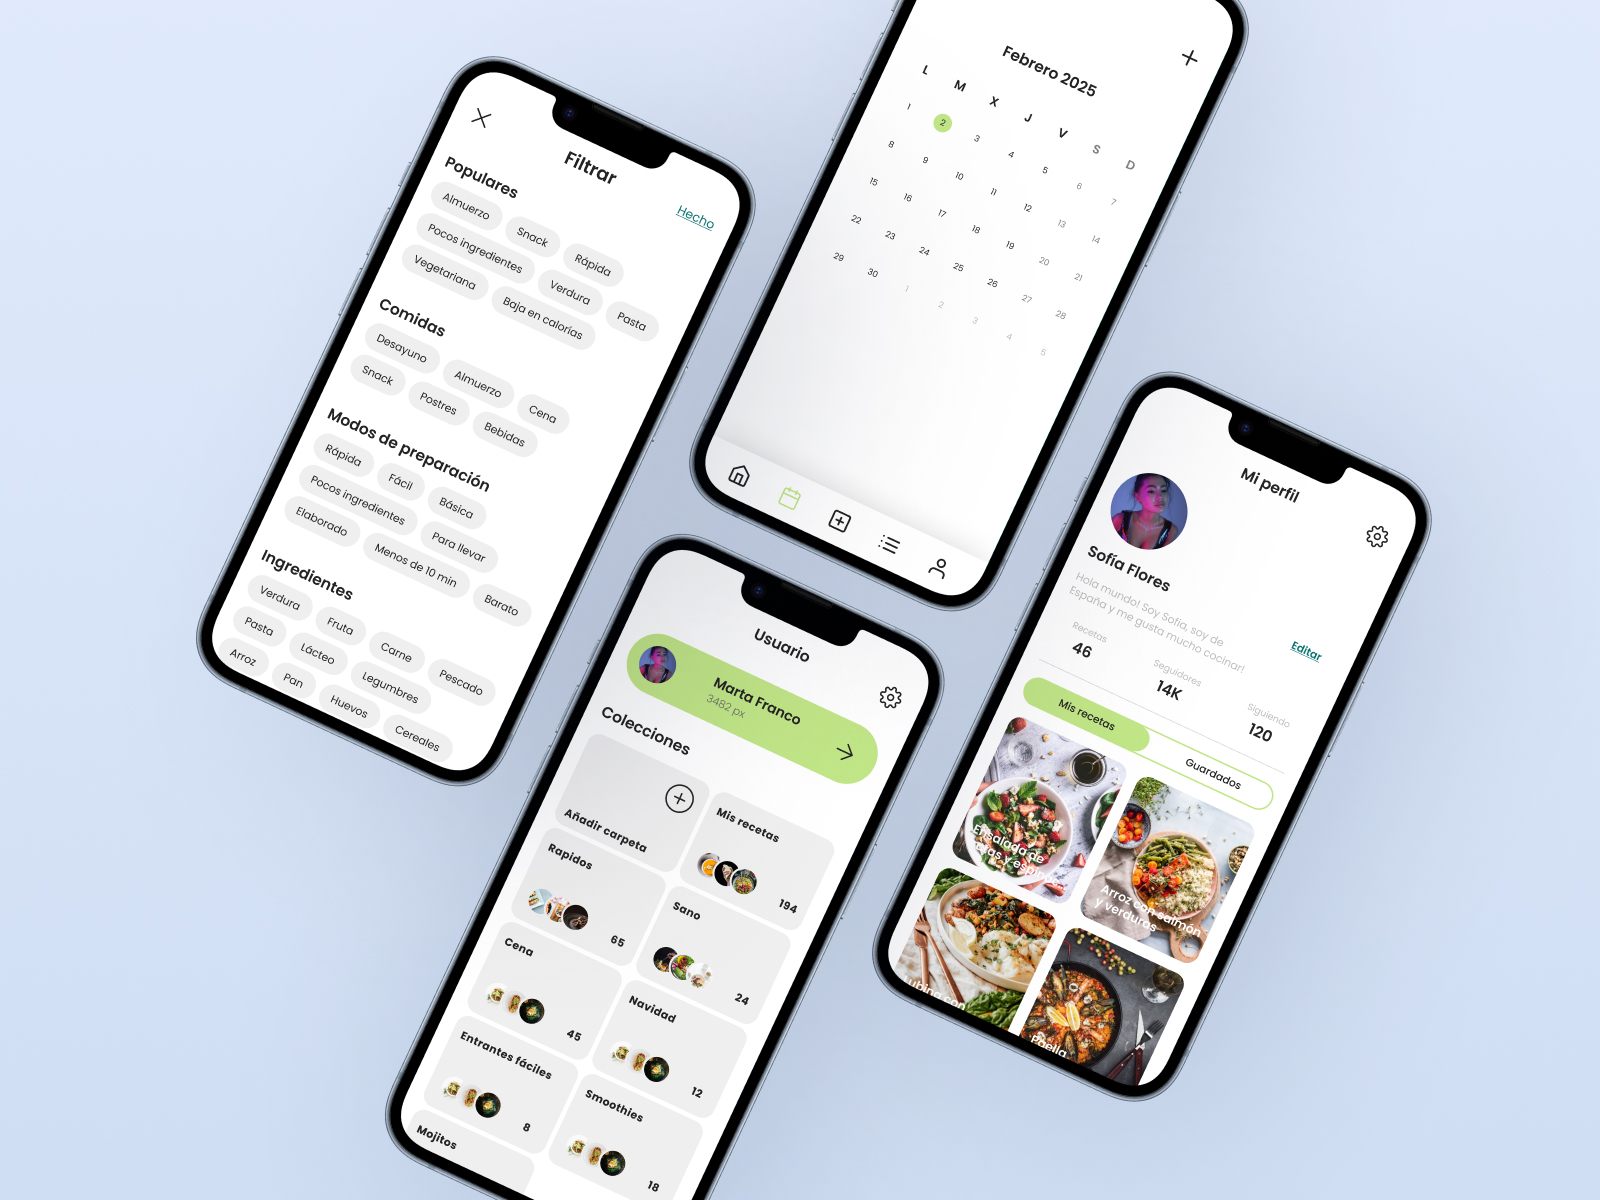 Filtrar
Hecho
Populares
Almuerzo
Snack
Rápida
Pocos ingredientes
Verdura
Pasta
Vegetariana
Baja en calorías
Comidas
Desayuno
Almuerzo
Cena
Snack
Postres
Bebidas
Modos de preparación
Rápida
Fácil
Básica
Pocos ingredientes
Para llevar
Elaborado
Menos de 10 min
Barato
Ingredientes
Verdura
Fruta
Carne
Pescado
Pasta
Lácteo
Legumbres
Arroz
Pan
Huevos
Cereales
Febrero 2025
L M X J V S D
1 2 3 4 5 6 7
8 9 10 11 12 13 14
15 16 17 18 19 20 21
22 23 24 25 26 27 28
29 30 1 2 3 4 5
Usuario
Marta Franco
3482 px
Colecciones
Añadir carpeta
Mis recetas
194
Rapidos
65
Sano
24
Cena
45
Navidad
12
Entrantes fáciles
8
Smoothies
18
Mojitos
Mi perfil
Sofía Flores
Hola mundo! Soy Sofía, soy de
España y me gusta mucho cocinar!
Editar
Recetas
46
Seguidores
14K
Siguiendo
120
Mis recetas
Guardados
Ensalada de
y
Arroz con salmón
y verduras
con
Paella